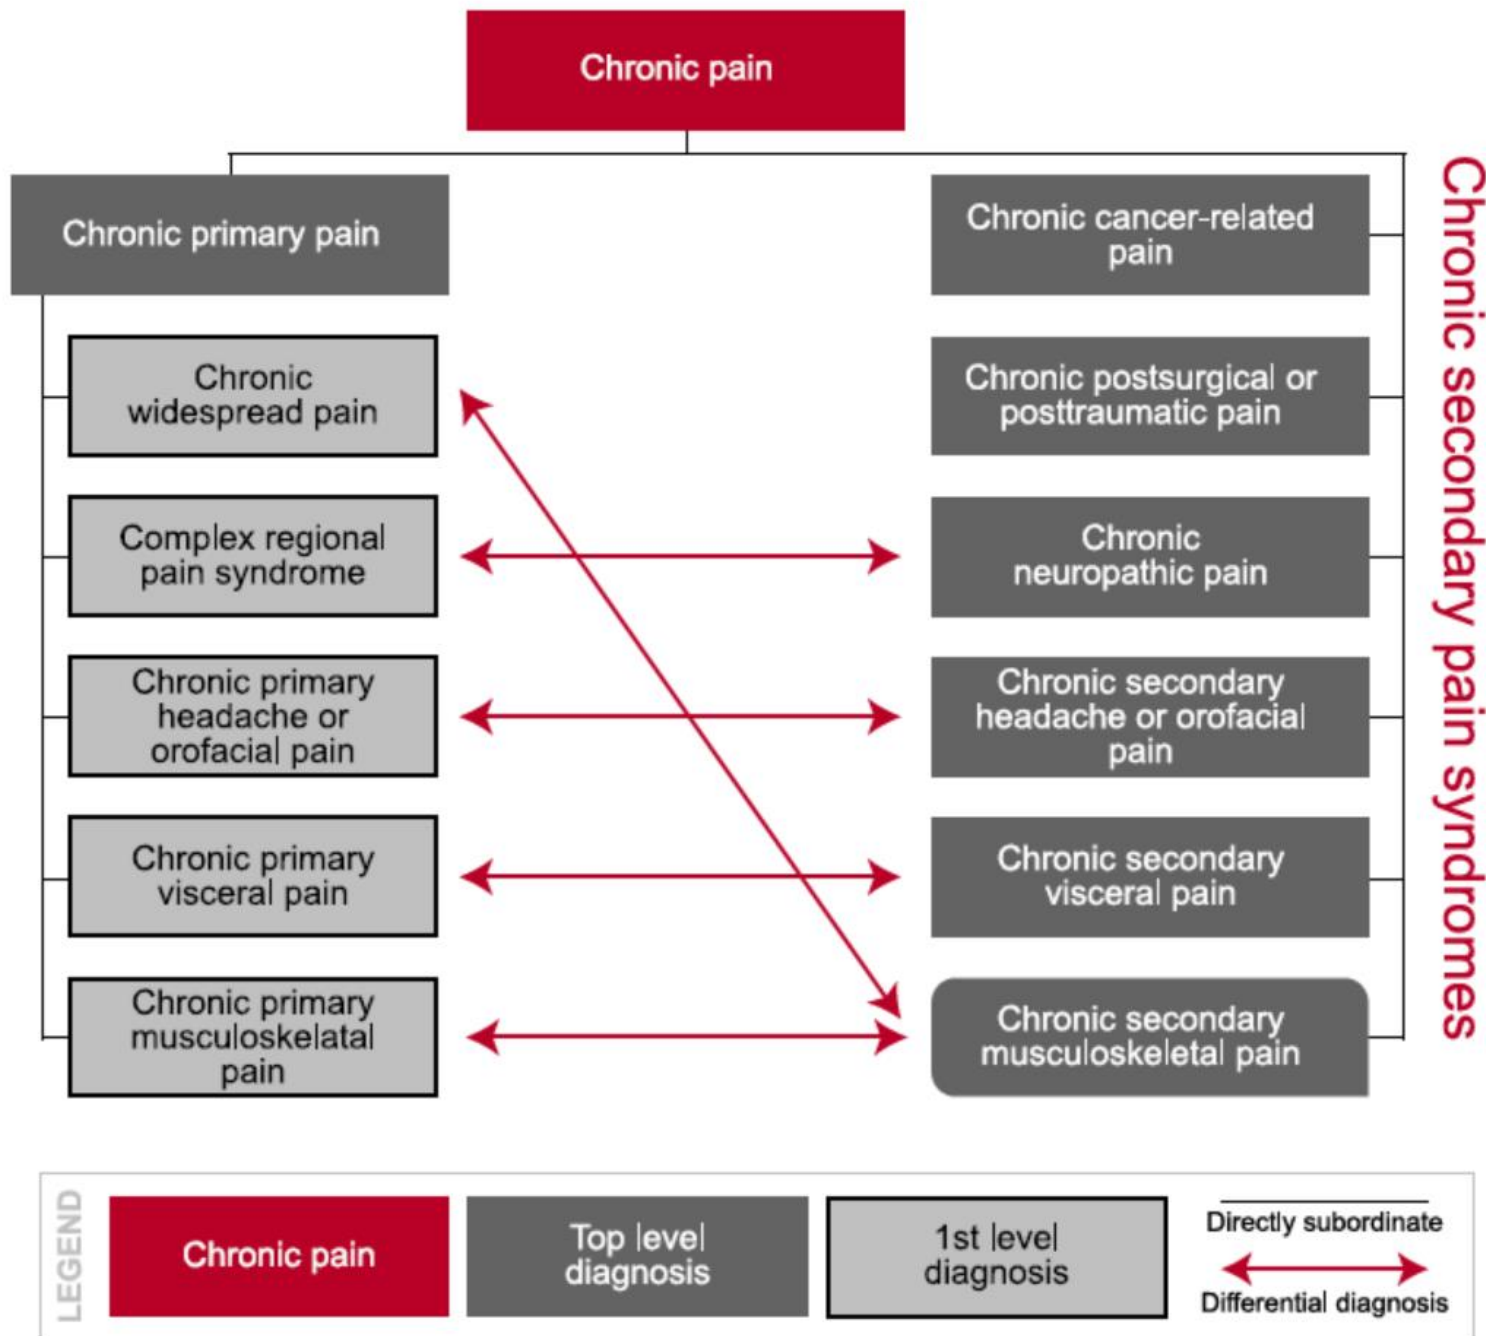 Chronic pain
Chronic primary pain
Chronic
widespread pain
Complex regional
pain syndrome
Chronic primary
headache or
orofacial pain
Chronic primary
visceral pain
Chronic primary
musculoskelatal
pain
Chronic cancer-related
pain
Chronic postsurgical or
posttraumatic pain
Chronic
neuropathic pain
Chronic secondary
headache or orofacial
pain
Chronic secondary
visceral pain
Chronic secondary
musculoskeletal pain
Chronic secondary pain syndromes
LEGEND
Chronic pain
Top level
diagnosis
1st level
diagnosis
Directly subordinate
Differential diagnosis